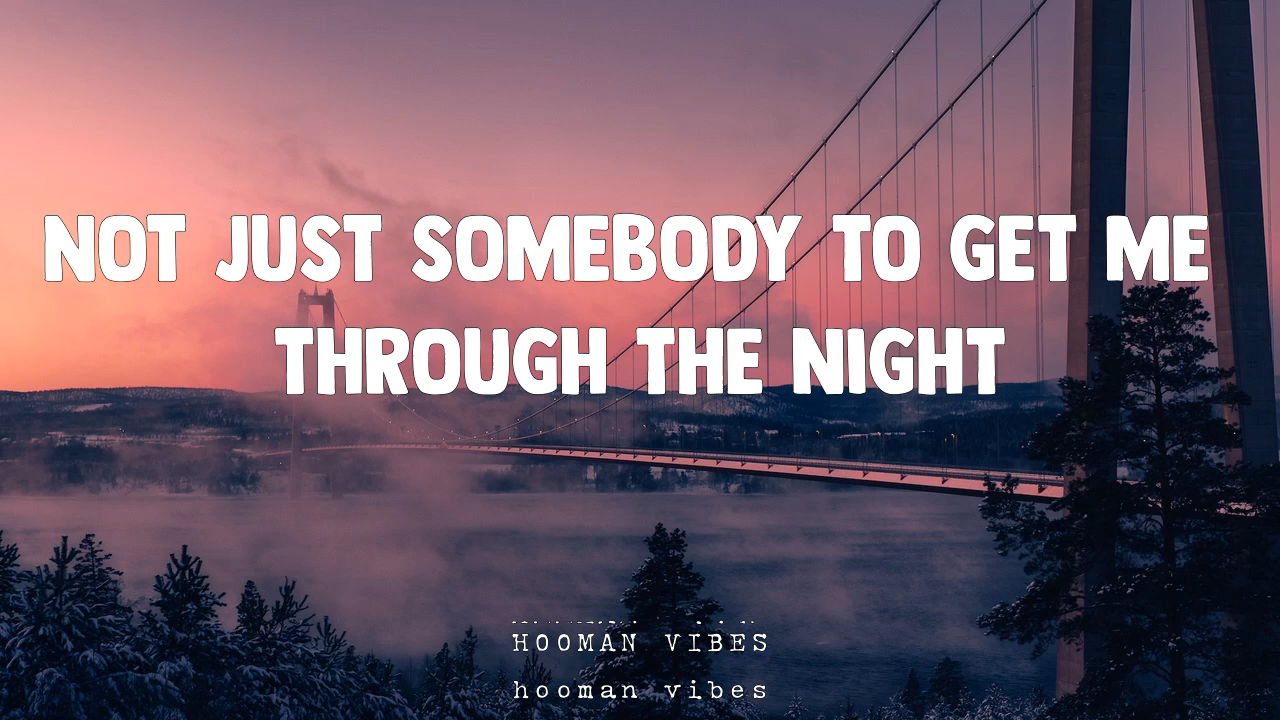 NOT JUST SOMEBODY TO GET ME
THROUGH THE NIGHT
HOOMAN VIBES
hooman vibes